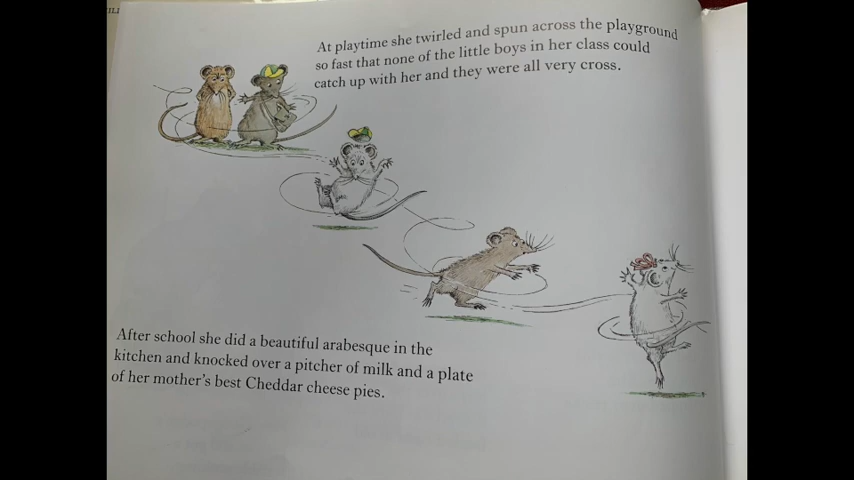 At playtime she twirled and spun across the playground
so fast that none of the little boys in her class could
catch up with her and they were all very cross.
After school she did a beautiful arabesque in the
kitchen and knocked over a pitcher of milk and a plate
of her mother's best Cheddar cheese pies.